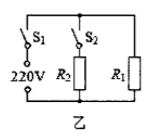 S₁ S₂
220V R₂ R₁
乙